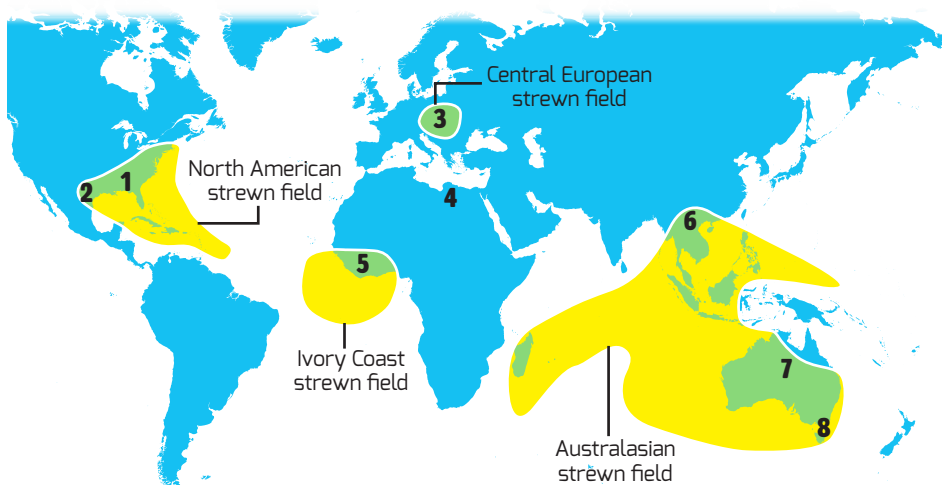 Central European
strewn field
3
North American
strewn field
1
2
4
6
5
Ivory Coast
strewn field
7
8
Australasian
strewn field